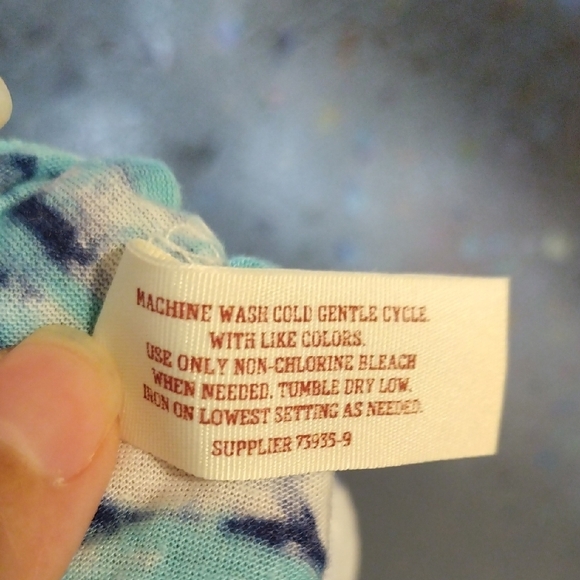 MACHINE WASH COLD GENTLE CYCLE.
WITH LIKE COLORS.
USE ONLY NON-CHLORINE BLEACH
WHEN NEEDED. TUMBLE DRY LOW.
IRON ON LOWEST SETTING AS NEEDED.
SUPPLIER 73935-9